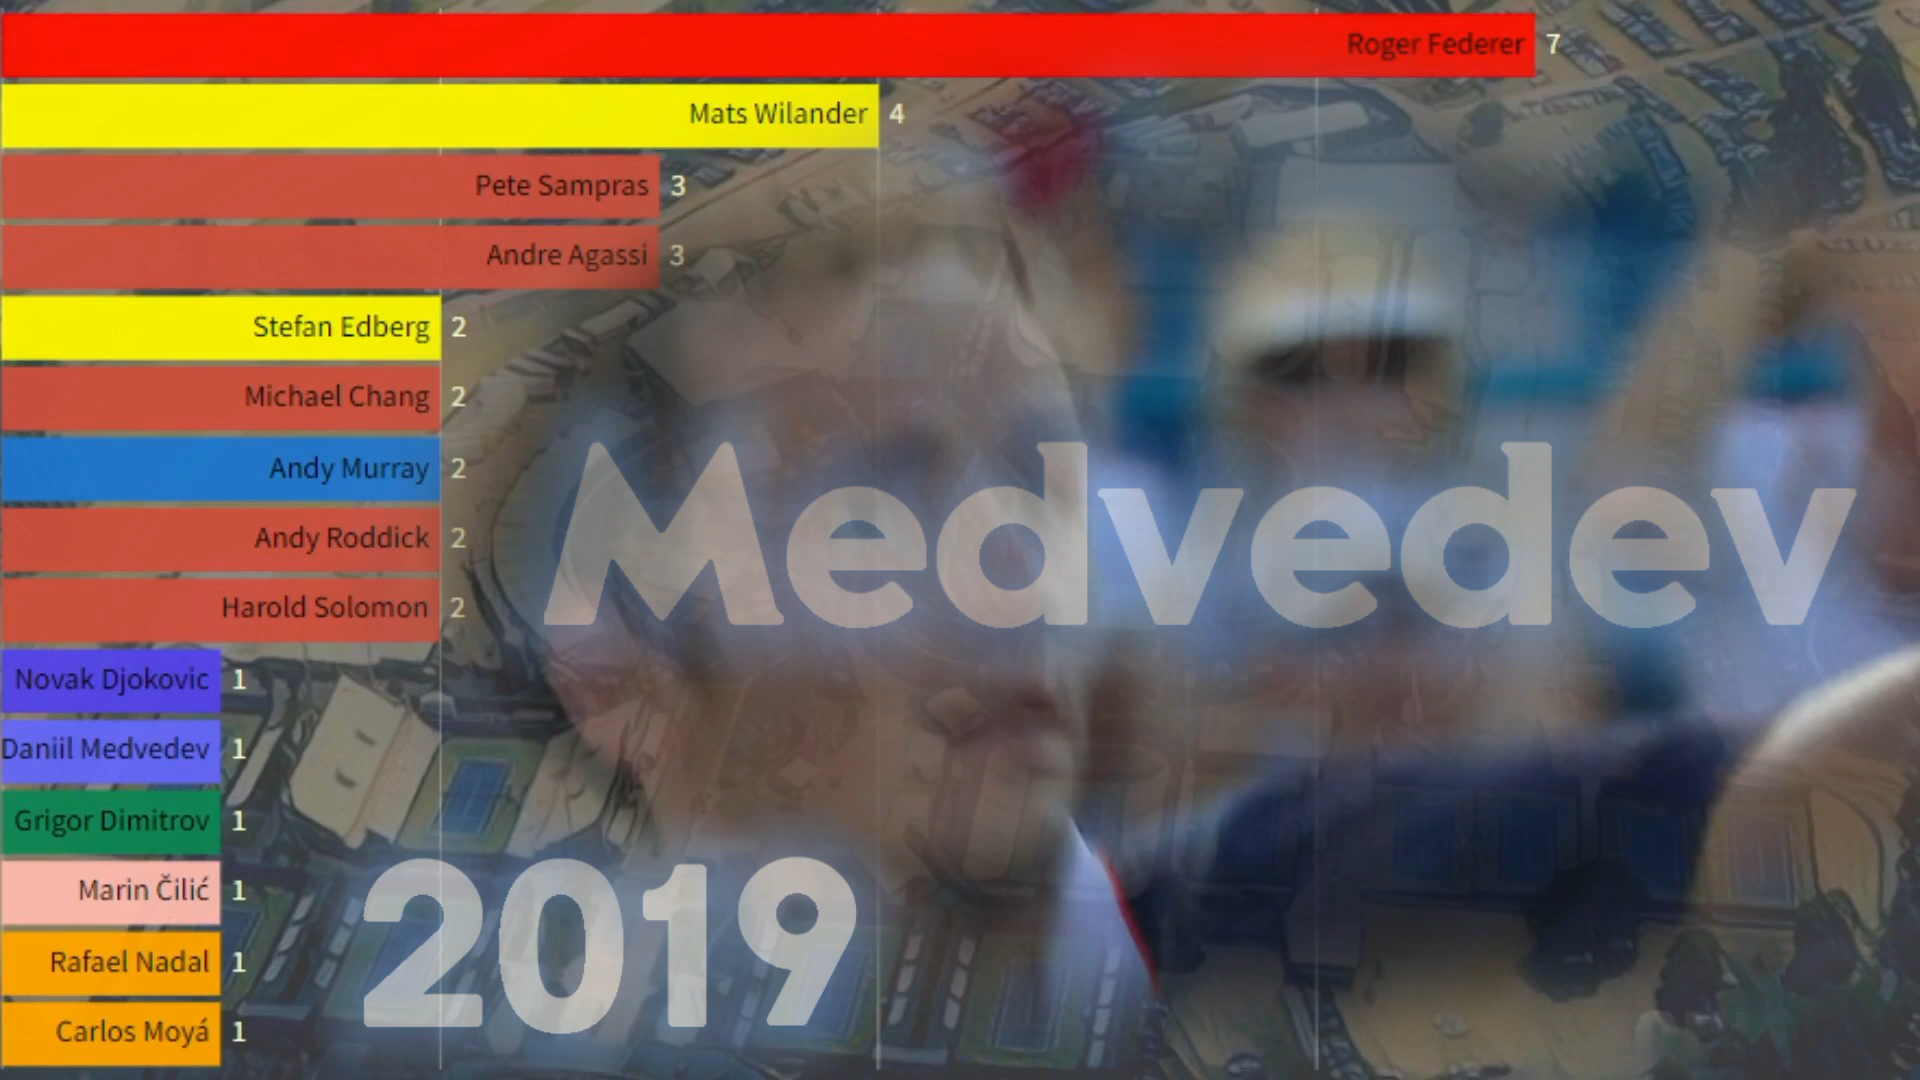 Roger Federer 7
Mats Wilander 4
Pete Sampras 3
Andre Agassi 3
Stefan Edberg 2
Michael Chang 2
Andy Murray 2
Andy Roddick 2
Harold Solomon 2
Medvedev
Novak Djokovic 1
Daniil Medvedev 1
Grigor Dimitrov 1
Marin Čilić 1
Rafael Nadal 1
Carlos Moyá 1
2019